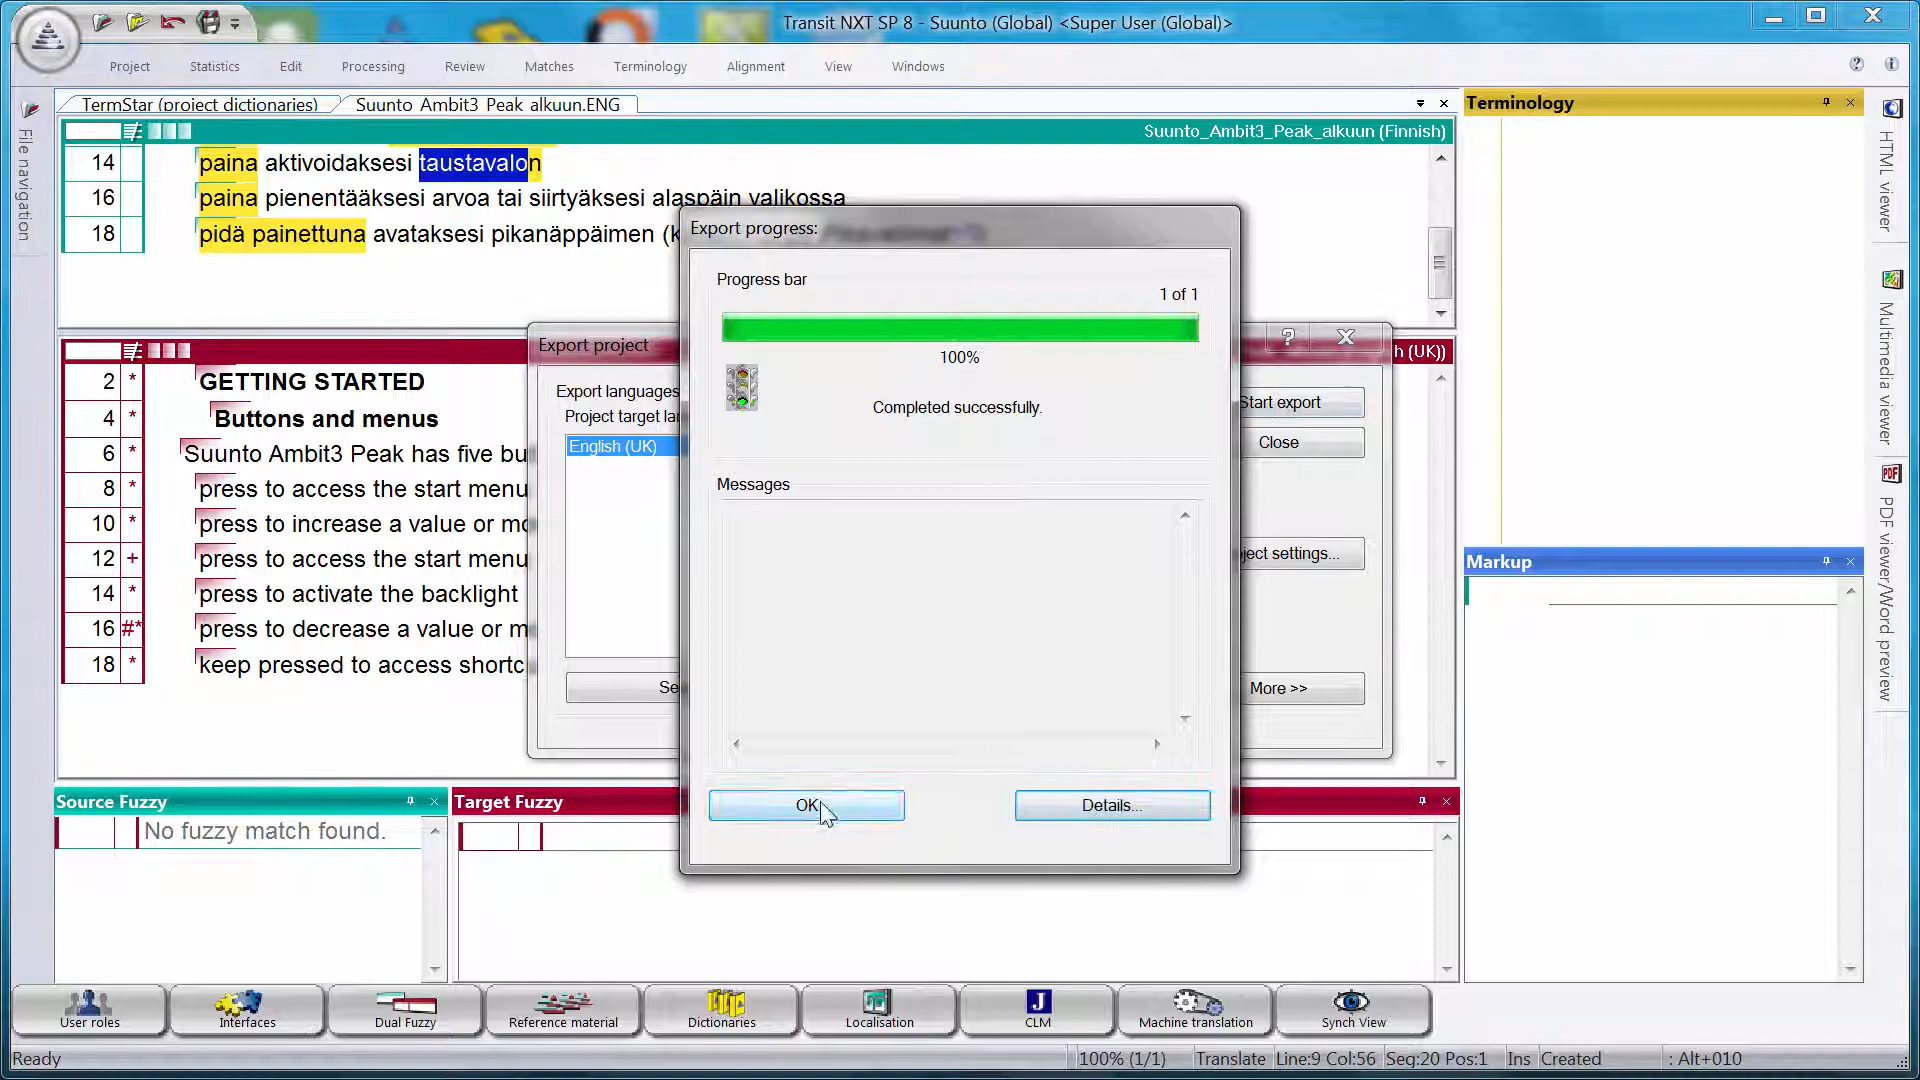 Transit NXT SP 8 - Suunto (Global) <Super User (Global)>
Project Statistics Edit Processing Review Matches Terminology Alignment View Windows
TermStar (project dictionaries) Suunto Ambit3 Peak alkuun.ENG
Suunto_Ambit3_Peak_alkuun (Finnish)
14 paina aktivoidaksesi taustavalon
16 paina pienentääksesi arvoa tai siirtyäksesi alaspäin valikossa
18 pidä painettuna avataksesi pikanäppäimen (k
h (UK))
2 * GETTING STARTED
4 * Buttons and menus
6 * Suunto Ambit3 Peak has five bu
8 * press to access the start menu
10 * press to increase a value or mo
12 + press to access the start menu
14 * press to activate the backlight
16 #* press to decrease a value or m
18 * keep pressed to access shortc
Export project
Export languages
Project target la
English (UK)
Se
Start export
Close
ject settings...
More >>
Export progress:
Progress bar
1 of 1
100%
Completed successfully.
Messages
OK
Details...
Terminology
Markup
File navigation
HTML viewer
Multimedia viewer
PDF
PDF viewer/Word preview
Source Fuzzy
No fuzzy match found.
Target Fuzzy
User roles Interfaces Dual Fuzzy Reference material Dictionaries Localisation CLM Machine translation Synch View
Ready 100% (1/1) Translate Line:9 Col:56 Seg:20 Pos:1 Ins Created : Alt+010